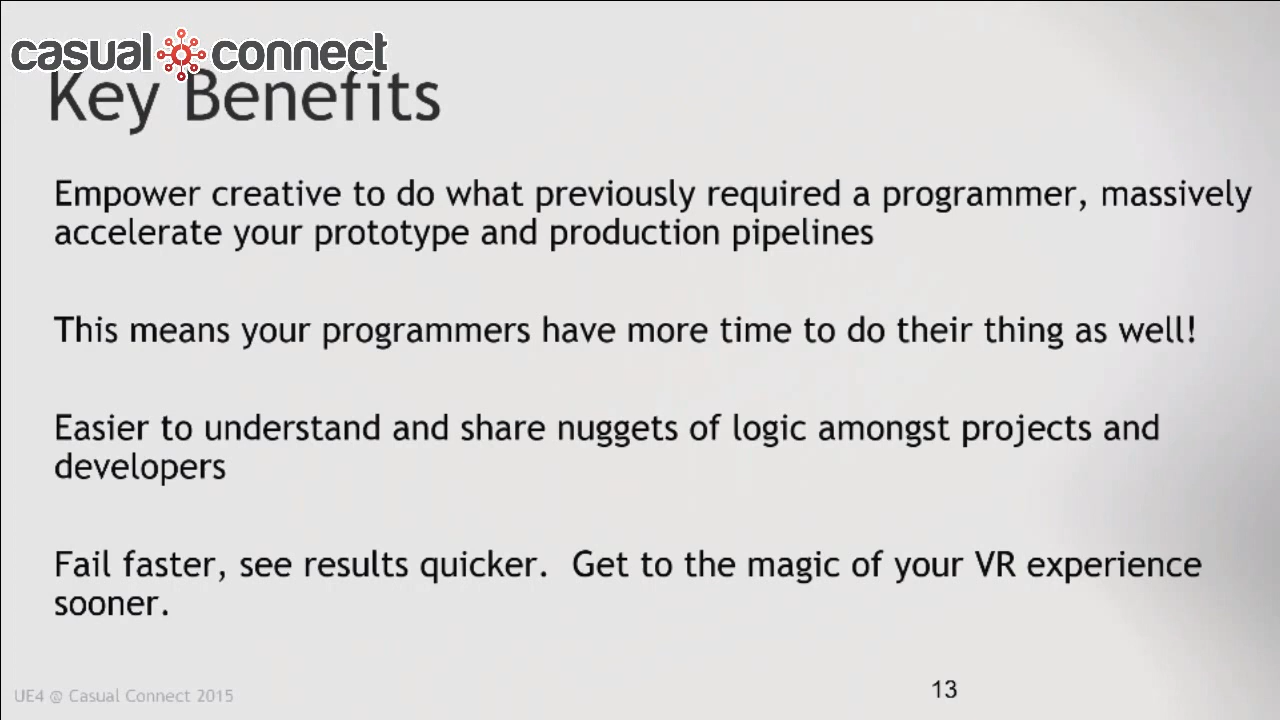 casual connect
Key Benefits
Empower creative to do what previously required a programmer, massively
accelerate your prototype and production pipelines
This means your programmers have more time to do their thing as well!
Easier to understand and share nuggets of logic amongst projects and
developers
Fail faster, see results quicker.  Get to the magic of your VR experience
sooner.
UE4 @ Casual Connect 2015
13